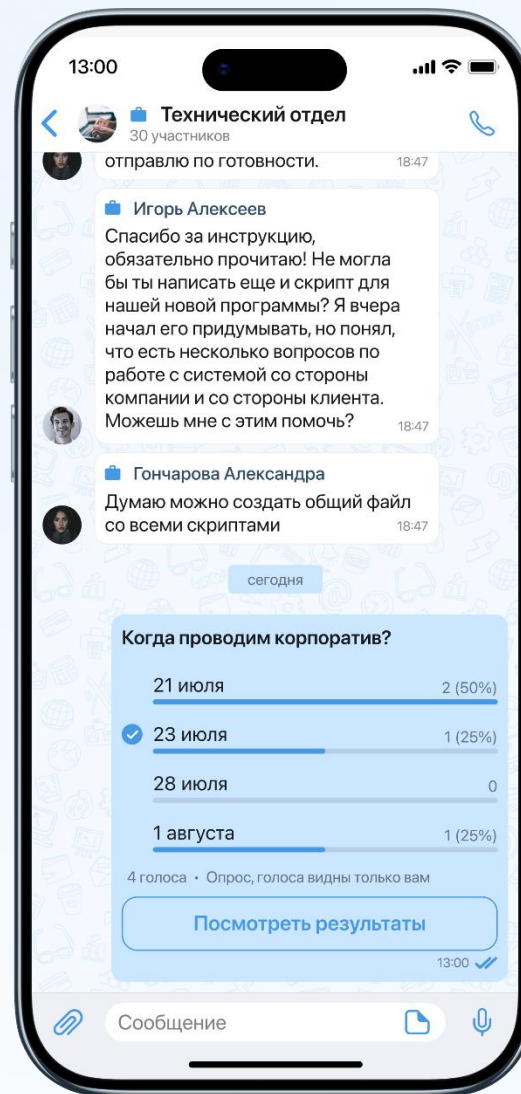 13:00
Технический отдел
30 участников
отправлю по готовности.
18:47
Игорь Алексеев
Спасибо за инструкцию,
обязательно прочитаю! Не могла
бы ты написать еще и скрипт для
нашей новой программы? Я вчера
начал его придумывать, но понял,
что есть несколько вопросов по
работе с системой со стороны
компании и со стороны клиента.
Можешь мне с этим помочь?
18:47
Гончарова Александра
Думаю можно создать общий файл
со всеми скриптами
18:47
сегодня
Когда проводим корпоратив?
21 июля 2 (50%)
23 июля 1 (25%)
28 июля 0
1 августа 1 (25%)
4 голоса • Опрос, голоса видны только вам
Посмотреть результаты
13:00
Сообщение